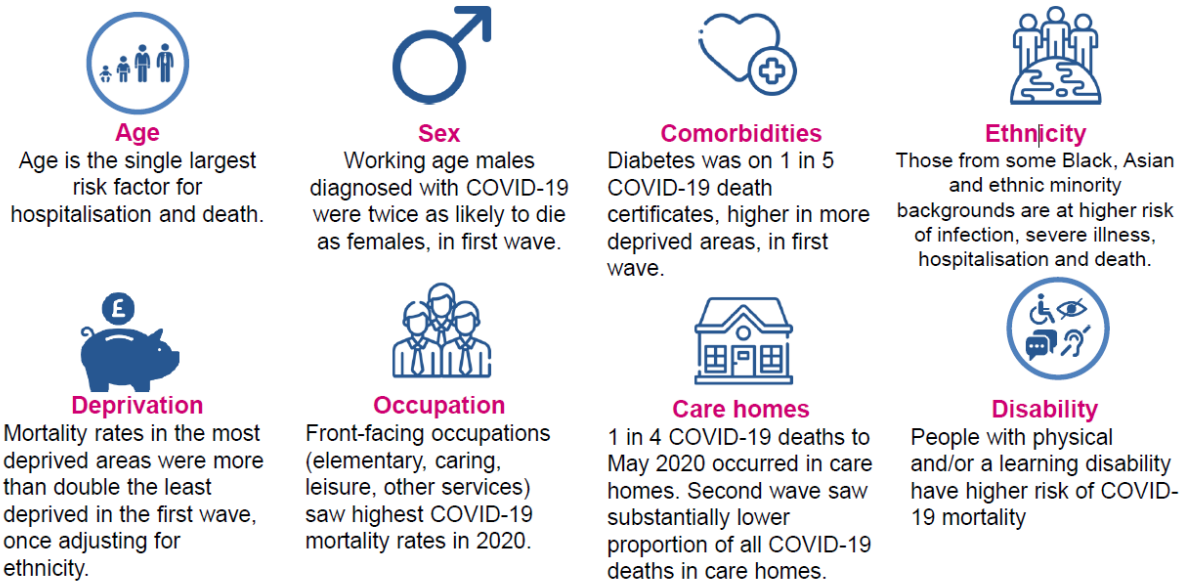 Age
Age is the single largest
risk factor for
hospitalisation and death.
Sex
Working age males
diagnosed with COVID-19
were twice as likely to die
as females, in first wave.
Comorbidities
Diabetes was on 1 in 5
COVID-19 death
certificates, higher in more
deprived areas, in first
wave.
Ethnicity
Those from some Black, Asian
and ethnic minority
backgrounds are at higher risk
of infection, severe illness,
hospitalisation and death.
£
Deprivation
Mortality rates in the most
deprived areas were more
than double the least
deprived in the first wave,
once adjusting for
ethnicity.
Occupation
Front-facing occupations
(elementary, caring,
leisure, other services)
saw highest COVID-19
mortality rates in 2020.
Care homes
1 in 4 COVID-19 deaths to
May 2020 occurred in care
homes. Second wave saw
substantially lower
proportion of all COVID-19
deaths in care homes.
Disability
People with physical
and/or a learning disability
have higher risk of COVID-
19 mortality